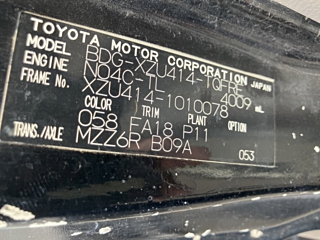 TOYOTA MOTOR CORPORATION JAPAN
MODEL BDG-XZU414-TQFRE
ENGINE N04C-TL 4009 mL
FRAME No. XZU414-1010078
COLOR TRIM PLANT OPTION
058 FA18 P11
TRANS./AXLE MZZ6R B09A 053